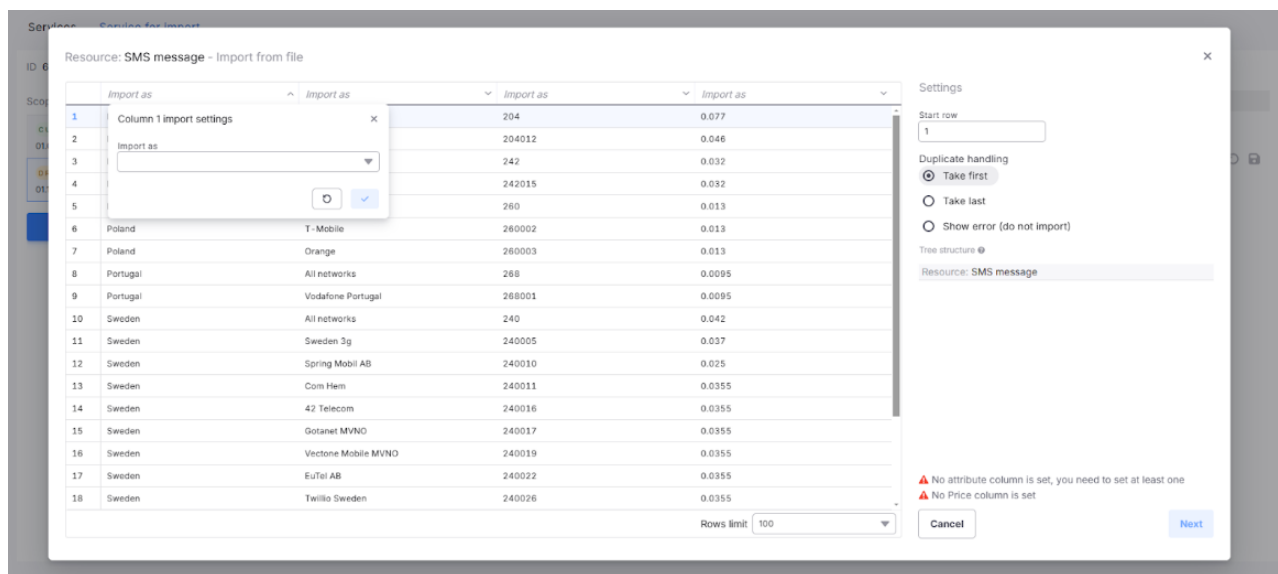 Services Service for import
Resource: SMS message - Import from file
ID 6
Scop
Import as Import as Import as Import as
Column 1 import settings
Import as
1 204 0.077
2 204012 0.046
3 242 0.032
4 242015 0.032
5 260 0.013
6 Poland T-Mobile 260002 0.013
7 Poland Orange 260003 0.013
8 Portugal All networks 268 0.0095
9 Portugal Vodafone Portugal 268001 0.0095
10 Sweden All networks 240 0.042
11 Sweden Sweden 3g 240005 0.037
12 Sweden Spring Mobil AB 240010 0.025
13 Sweden Com Hem 240011 0.0355
14 Sweden 42 Telecom 240016 0.0355
15 Sweden Gotanet MVNO 240017 0.0355
16 Sweden Vectone Mobile MVNO 240019 0.0355
17 Sweden EuTel AB 240022 0.0355
18 Sweden Twillio Sweden 240026 0.0355
Rows limit 100
Settings
Start row
1
Duplicate handling
Take first
Take last
Show error (do not import)
Tree structure
Resource: SMS message
No attribute column is set, you need to set at least one
No Price column is set
Cancel Next